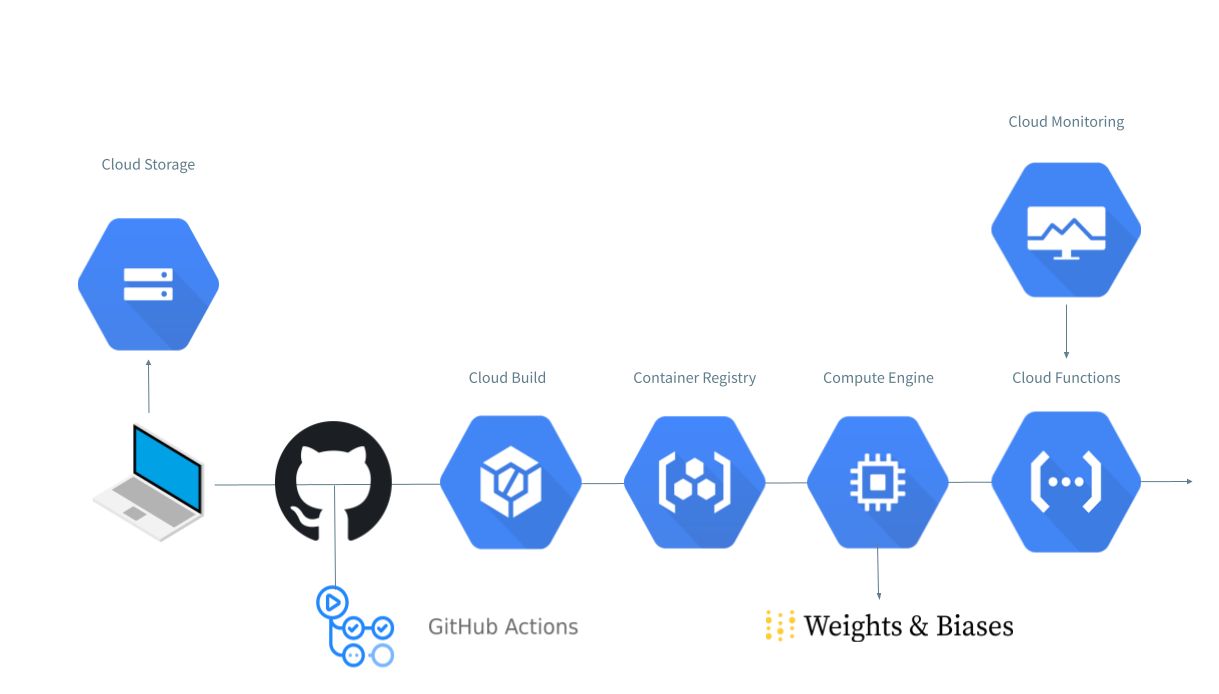 Cloud Monitoring
Cloud Storage
Cloud Build
Container Registry
Compute Engine
Cloud Functions
GitHub Actions
Weights & Biases